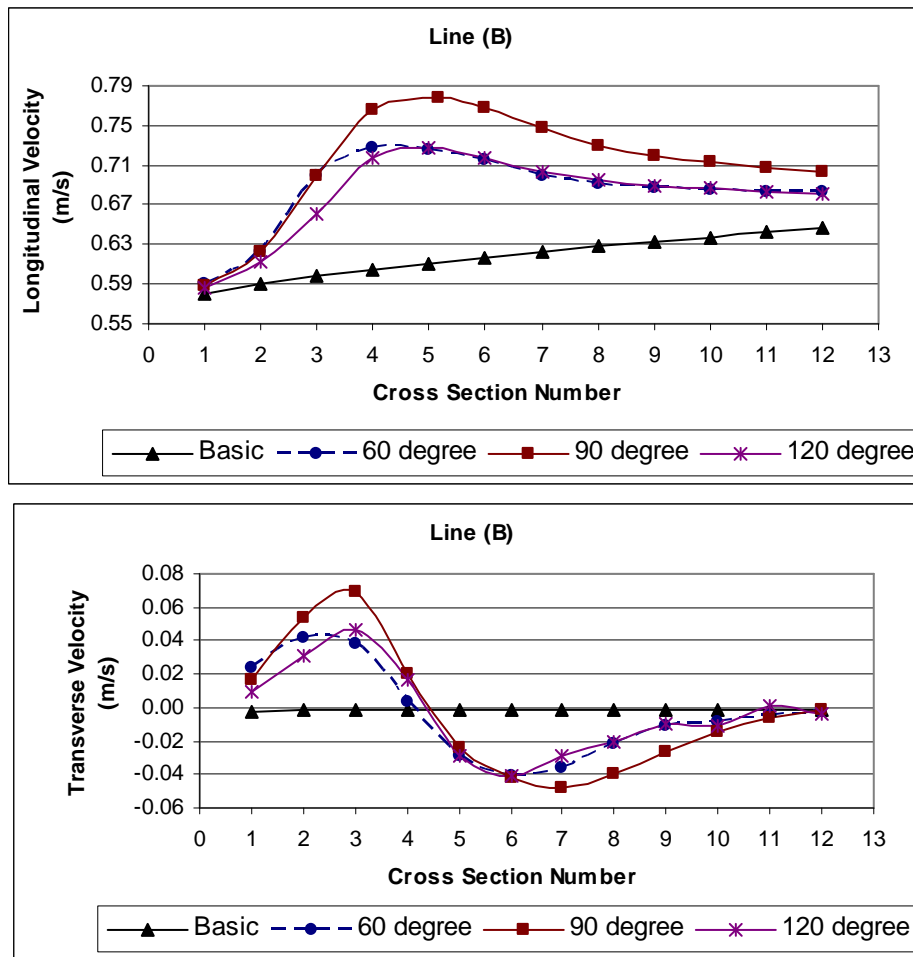 Line (B)
0.79
0.75
0.71
0.67
0.63
0.59
0.55
Longitudinal Velocity
(m/s)
0 1 2 3 4 5 6 7 8 9 10 11 12 13
Cross Section Number
Basic 60 degree 90 degree 120 degree
Line (B)
0.08
0.06
0.04
0.02
0.00
-0.02
-0.04
-0.06
Transverse Velocity
(m/s)
0 1 2 3 4 5 6 7 8 9 10 11 12 13
Cross Section Number
Basic 60 degree 90 degree 120 degree